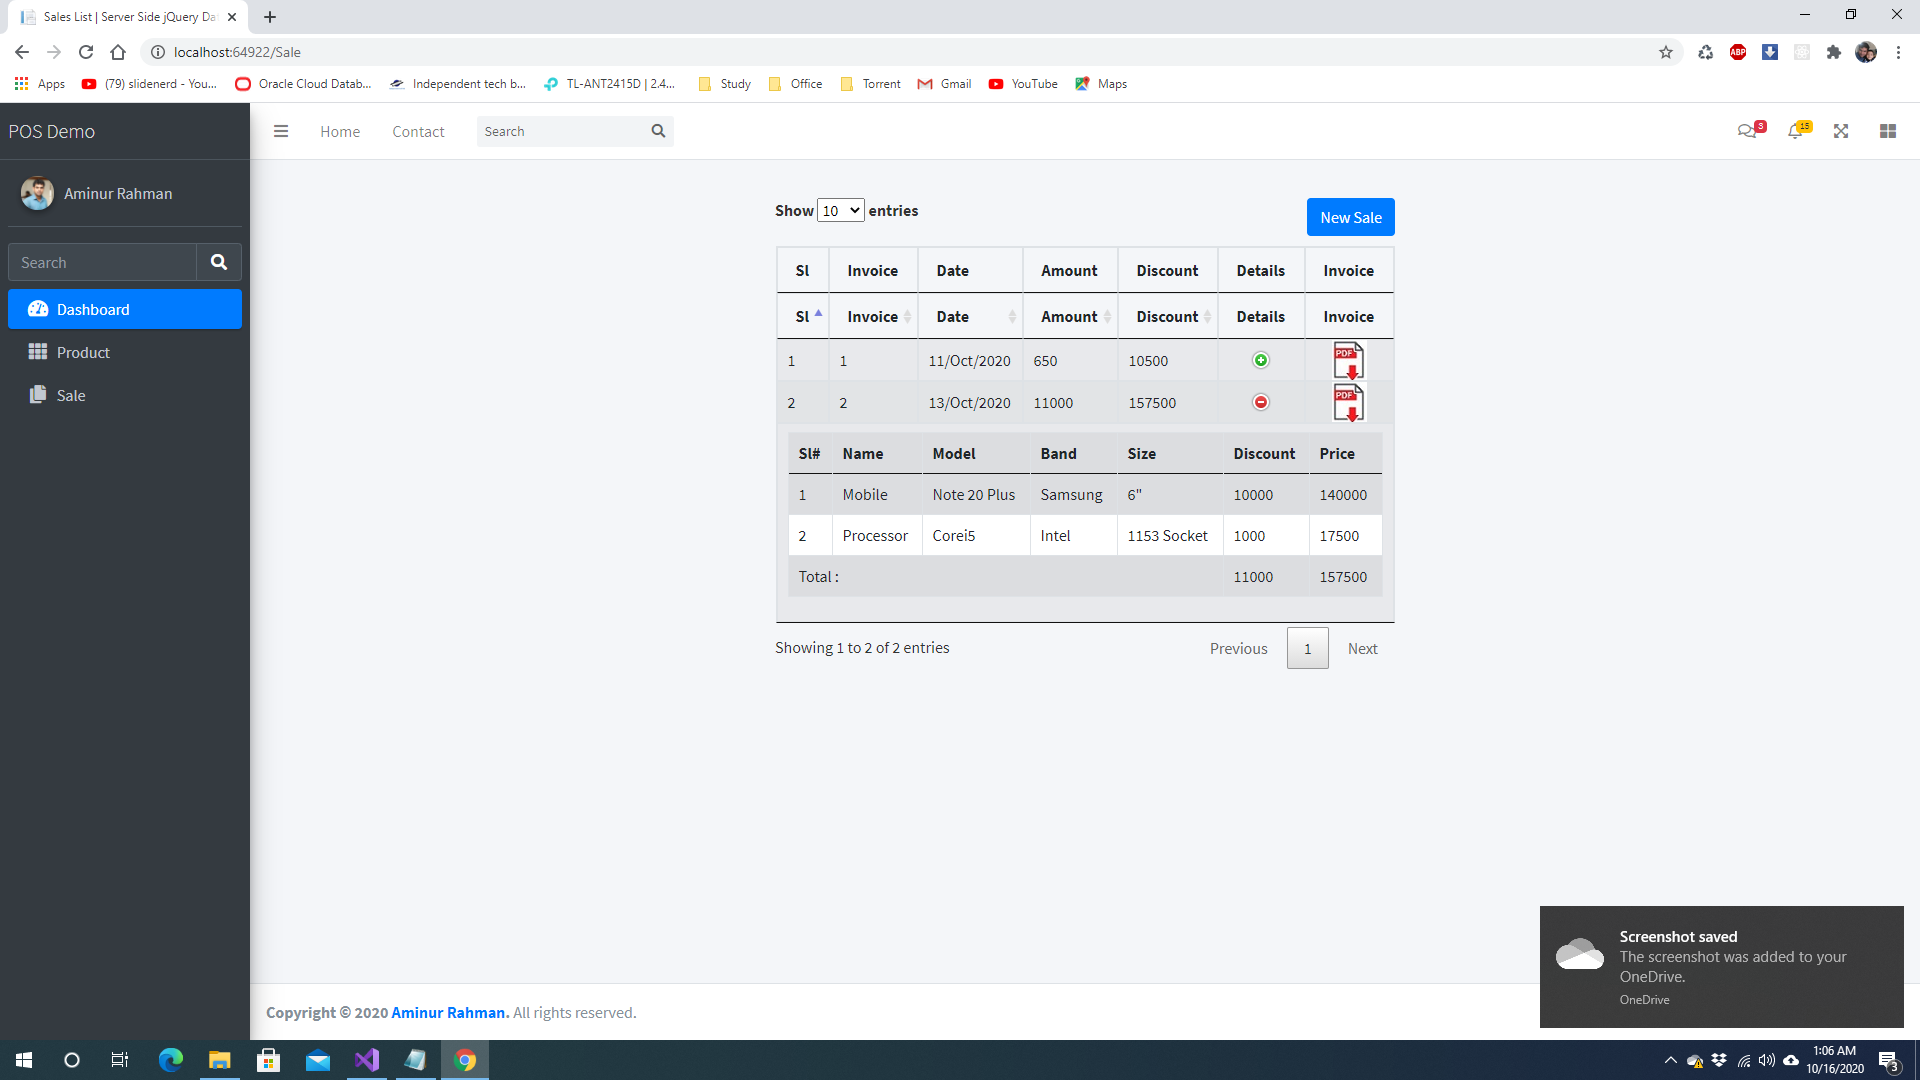 Sales List | Server Side jQuery Da
localhost:64922/Sale
Apps (79) slidenerd - You... Oracle Cloud Datab... Independent tech b... TL-ANT2415D | 2.4... Study Office Torrent Gmail YouTube Maps
ABP
POS Demo
Home Contact Search 3 15
Aminur Rahman
Search
Dashboard
Product
Sale
Show 10 entries
New Sale
Sl Invoice Date Amount Discount Details Invoice
Sl Invoice Date Amount Discount Details Invoice
1 1 11/Oct/2020 650 10500 PDF
2 2 13/Oct/2020 11000 157500 PDF
Sl# Name Model Band Size Discount Price
1 Mobile Note 20 Plus Samsung 6" 10000 140000
2 Processor Corei5 Intel 1153 Socket 1000 17500
Total : 11000 157500
Showing 1 to 2 of 2 entries
Previous 1 Next
Screenshot saved
The screenshot was added to your
OneDrive.
OneDrive
Copyright © 2020 Aminur Rahman. All rights reserved.
1:06 AM
10/16/2020
3